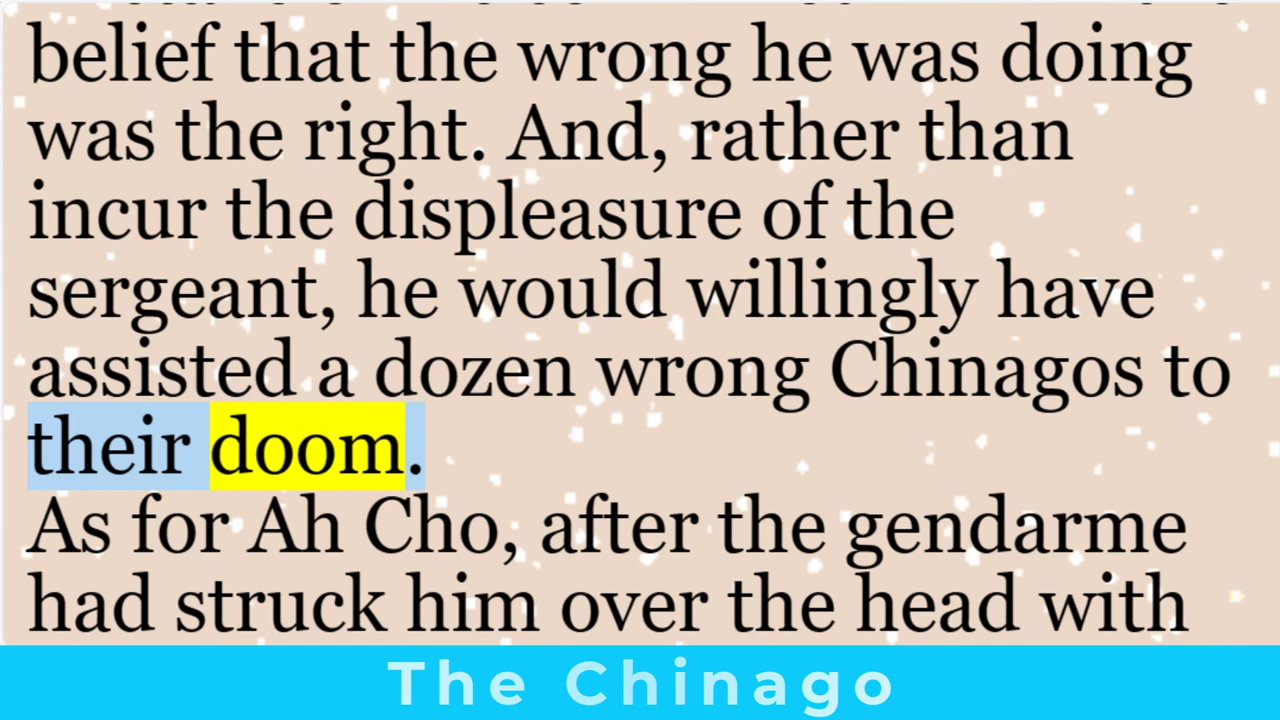 belief that the wrong he was doing
was the right. And, rather than
incur the displeasure of the
sergeant, he would willingly have
assisted a dozen wrong Chinagos to
their doom.
As for Ah Cho, after the gendarme
had struck him over the head with
The Chinago